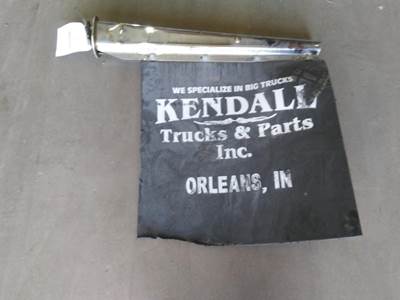 WE SPECIALIZE IN BIG TRUCKS
KENDALL
Trucks & Parts
Inc.
ORLEANS, IN